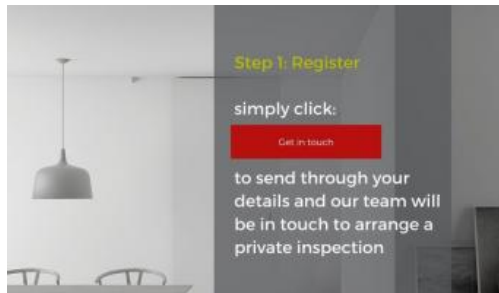 Step 1: Register
simply click:
Get in touch
to send through your
details and our team will
be in touch to arrange a
private inspection